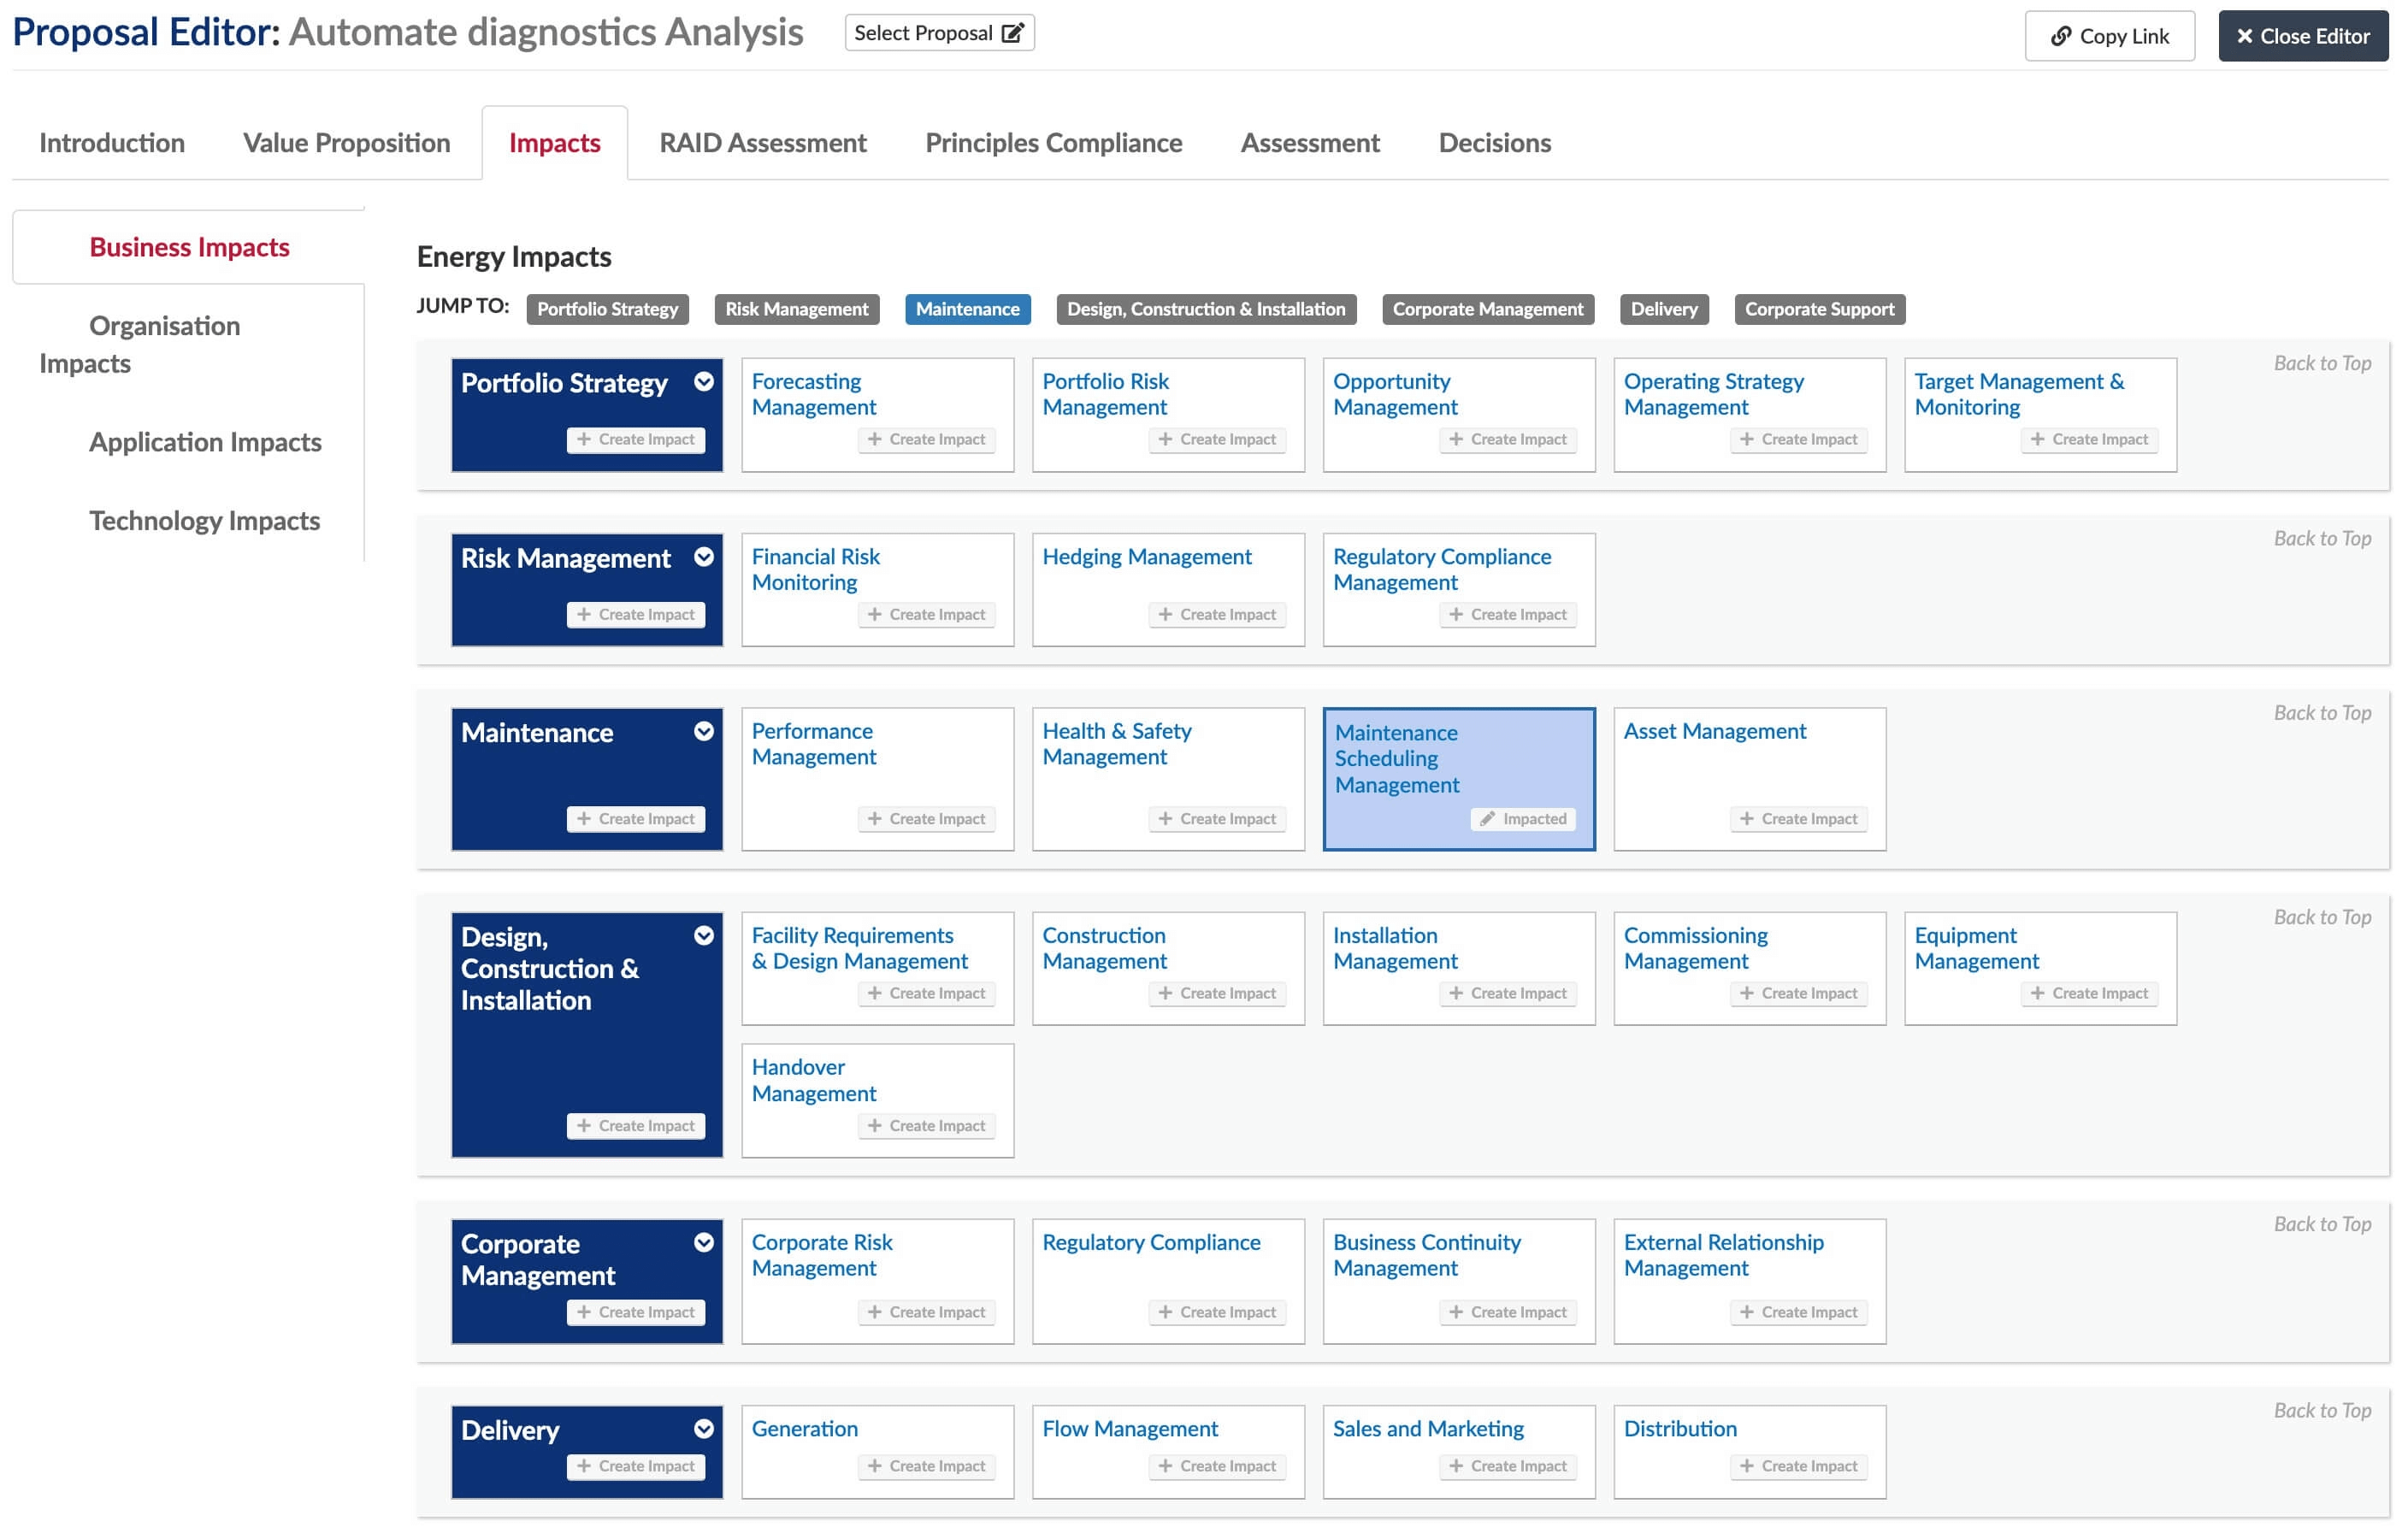 Proposal Editor: Automate diagnostics Analysis
Select Proposal
Copy Link
Close Editor
Introduction
Value Proposition
Impacts
RAID Assessment
Principles Compliance
Assessment
Decisions
Business Impacts
Organisation
Impacts
Application Impacts
Technology Impacts
Energy Impacts
JUMP TO:
Portfolio Strategy
Risk Management
Maintenance
Design, Construction & Installation
Corporate Management
Delivery
Corporate Support
Back to Top
Portfolio Strategy
Create Impact
Forecasting
Management
Create Impact
Portfolio Risk
Management
Create Impact
Opportunity
Management
Create Impact
Operating Strategy
Management
Create Impact
Target Management &
Monitoring
Create Impact
Back to Top
Risk Management
Create Impact
Financial Risk
Monitoring
Create Impact
Hedging Management
Create Impact
Regulatory Compliance
Management
Create Impact
Back to Top
Maintenance
Create Impact
Performance
Management
Create Impact
Health & Safety
Management
Create Impact
Maintenance
Scheduling
Management
Impacted
Asset Management
Create Impact
Back to Top
Design,
Construction &
Installation
Create Impact
Facility Requirements
& Design Management
Create Impact
Construction
Management
Create Impact
Installation
Management
Create Impact
Commissioning
Management
Create Impact
Equipment
Management
Create Impact
Handover
Management
Create Impact
Back to Top
Corporate
Management
Create Impact
Corporate Risk
Management
Create Impact
Regulatory Compliance
Create Impact
Business Continuity
Management
Create Impact
External Relationship
Management
Create Impact
Back to Top
Delivery
Create Impact
Generation
Create Impact
Flow Management
Create Impact
Sales and Marketing
Create Impact
Distribution
Create Impact